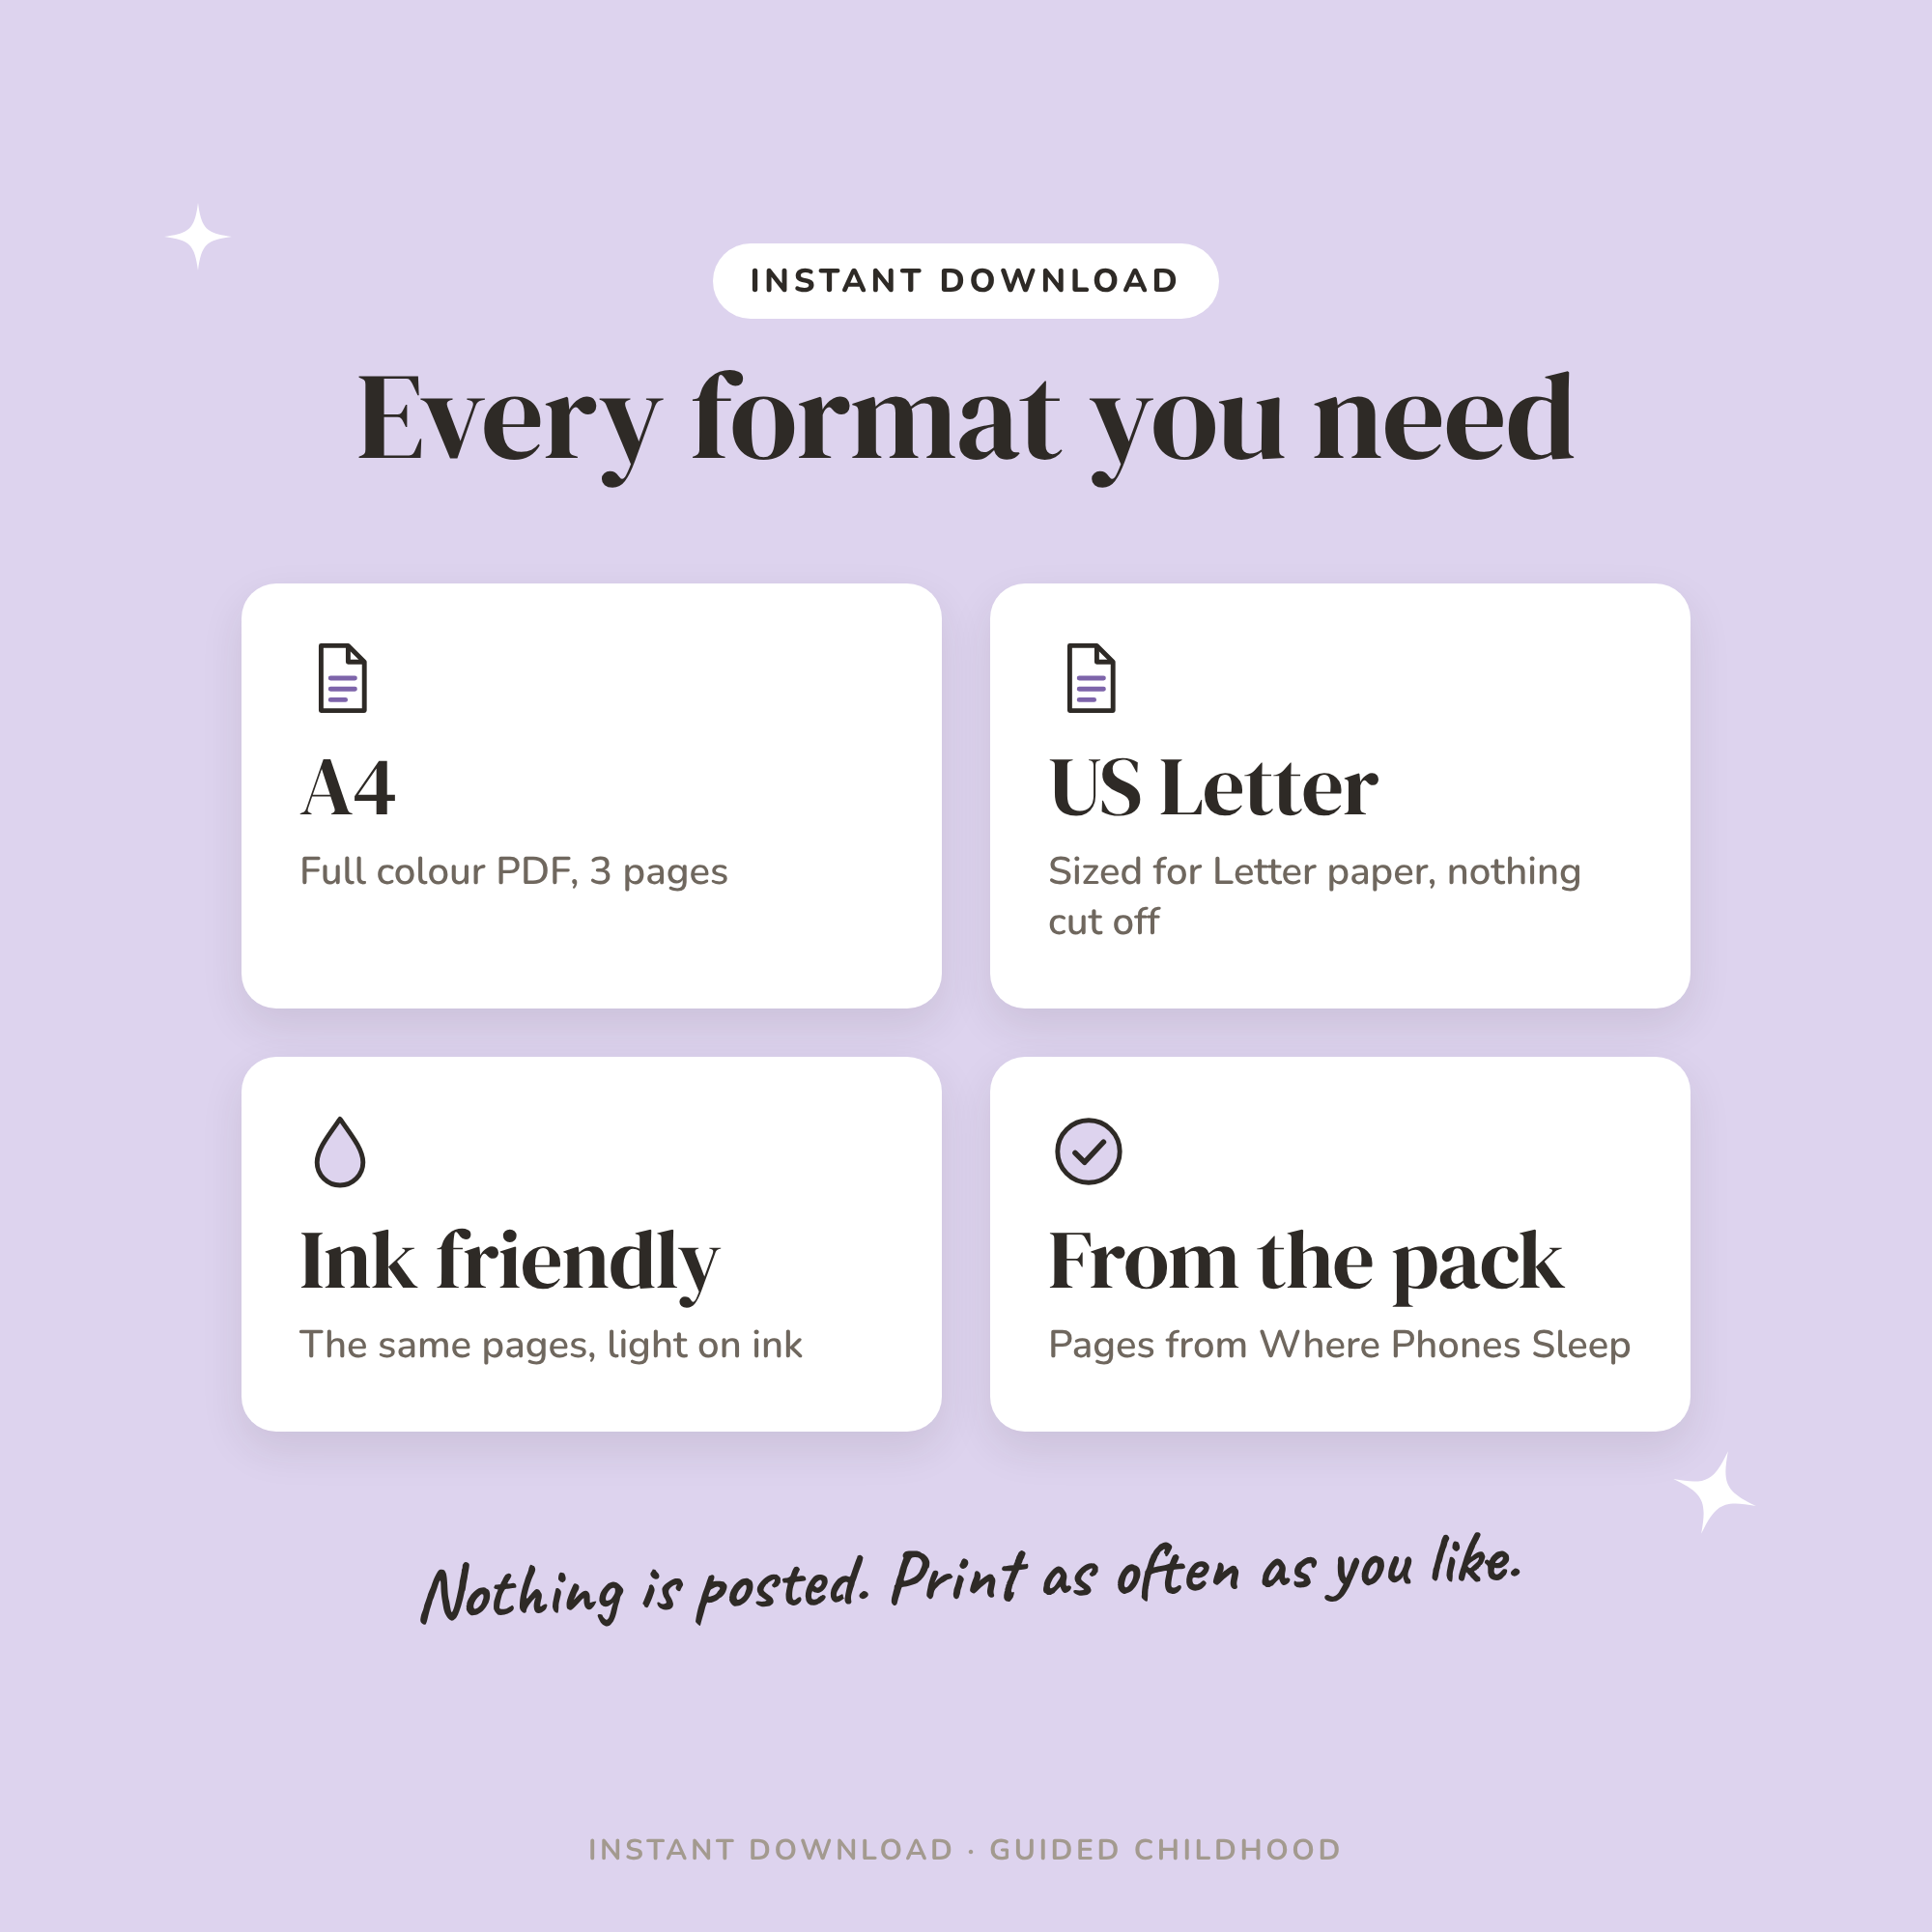 INSTANT DOWNLOAD
Every format you need
A4
Full colour PDF, 3 pages
US Letter
Sized for Letter paper, nothing
cut off
Ink friendly
The same pages, light on ink
From the pack
Pages from Where Phones Sleep
Nothing is posted. Print as often as you like.
INSTANT DOWNLOAD · GUIDED CHILDHOOD